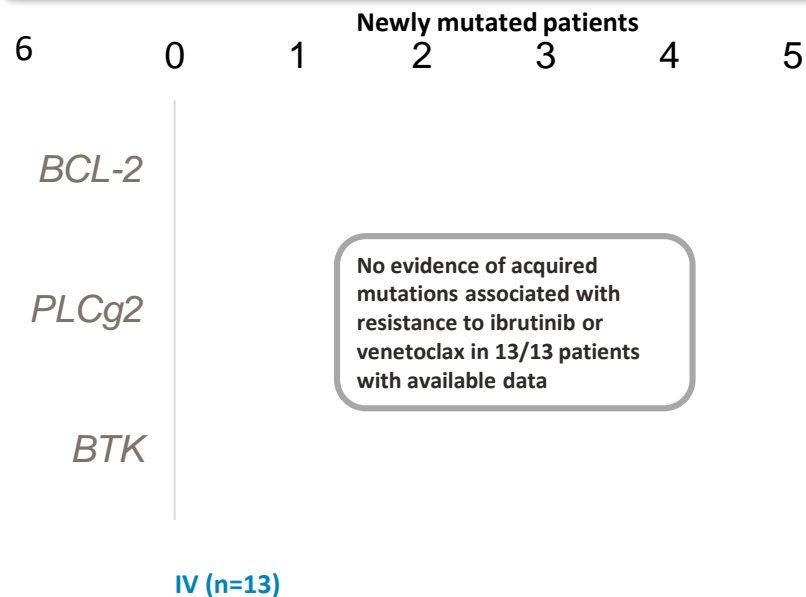 Newly mutated patients
6 0 1 2 3 4 5
BCL-2
No evidence of acquired
mutations associated with
PLCg2
resistance to ibrutinib or
venetoclax in 13/13 patients
with available data
BTK
IV (n=13)